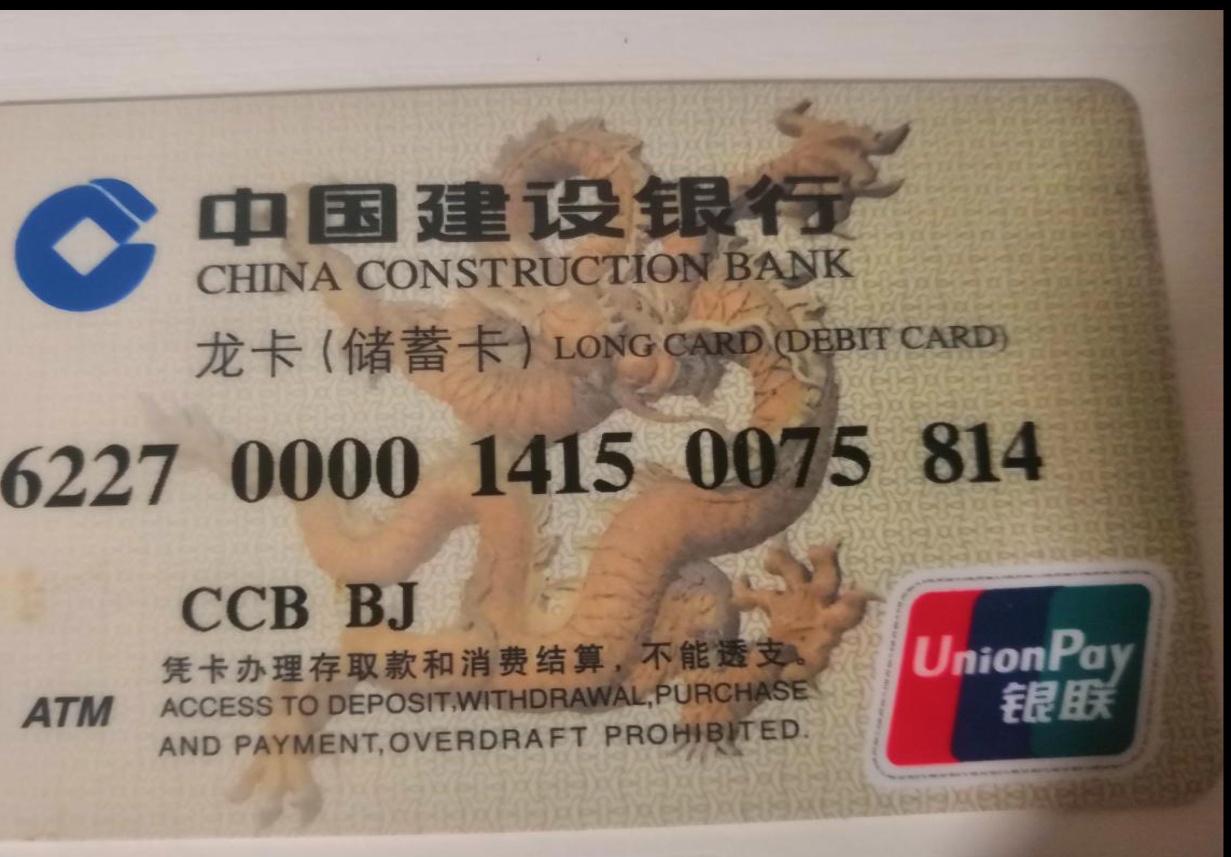 中国建设银行
CHINA CONSTRUCTION BANK
龙卡(储蓄卡) LONG CARD (DEBIT CARD)
6227 0000 1415 0075 814
CCB BJ
凭卡办理存取款和消费结算，不能透支。
ACCESS TO DEPOSIT,WITHDRAWAL,PURCHASE
AND PAYMENT,OVERDRAFT PROHIBITED.
ATM
UnionPay
银联